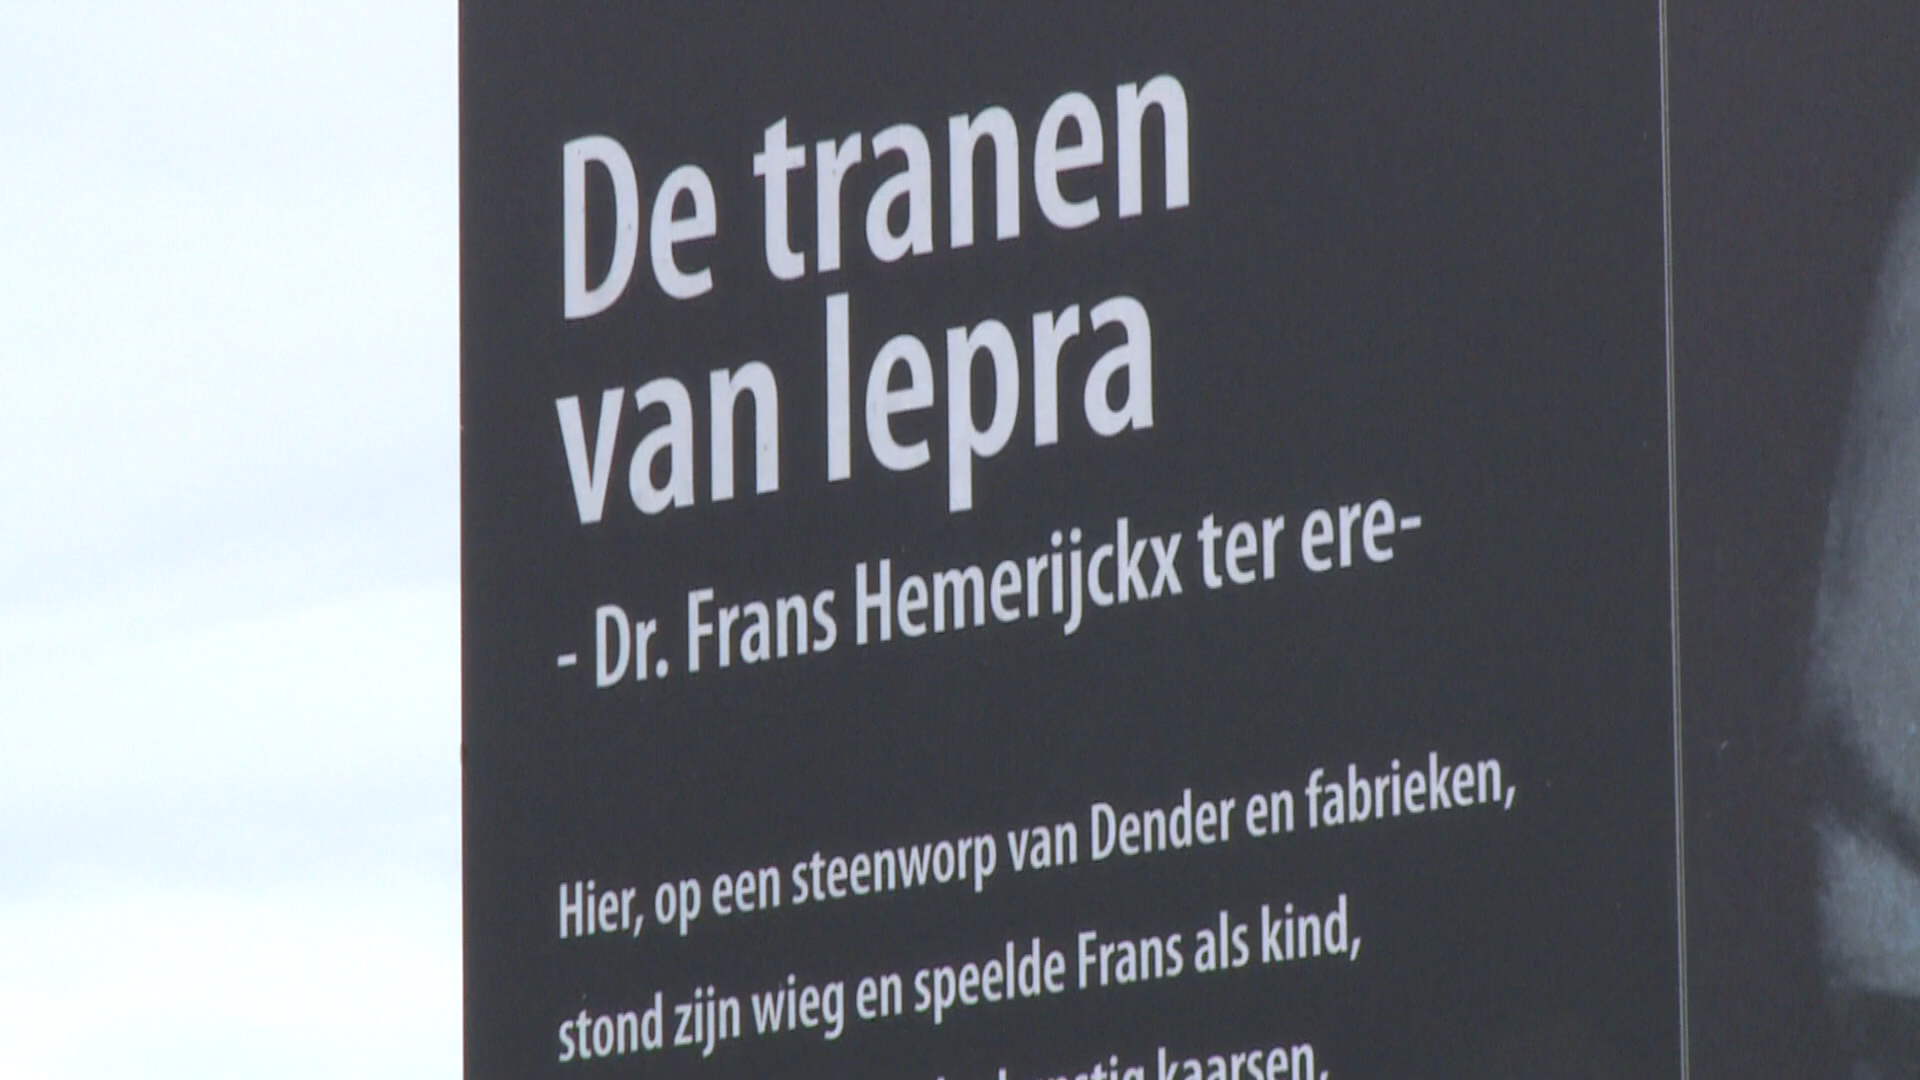 De tranen
van lepra
- Dr. Frans Hemerijckx ter ere-
Hier, op een steenworp van Dender en fabrieken,
stond zijn wieg en speelde Frans als kind,
kaarsen,